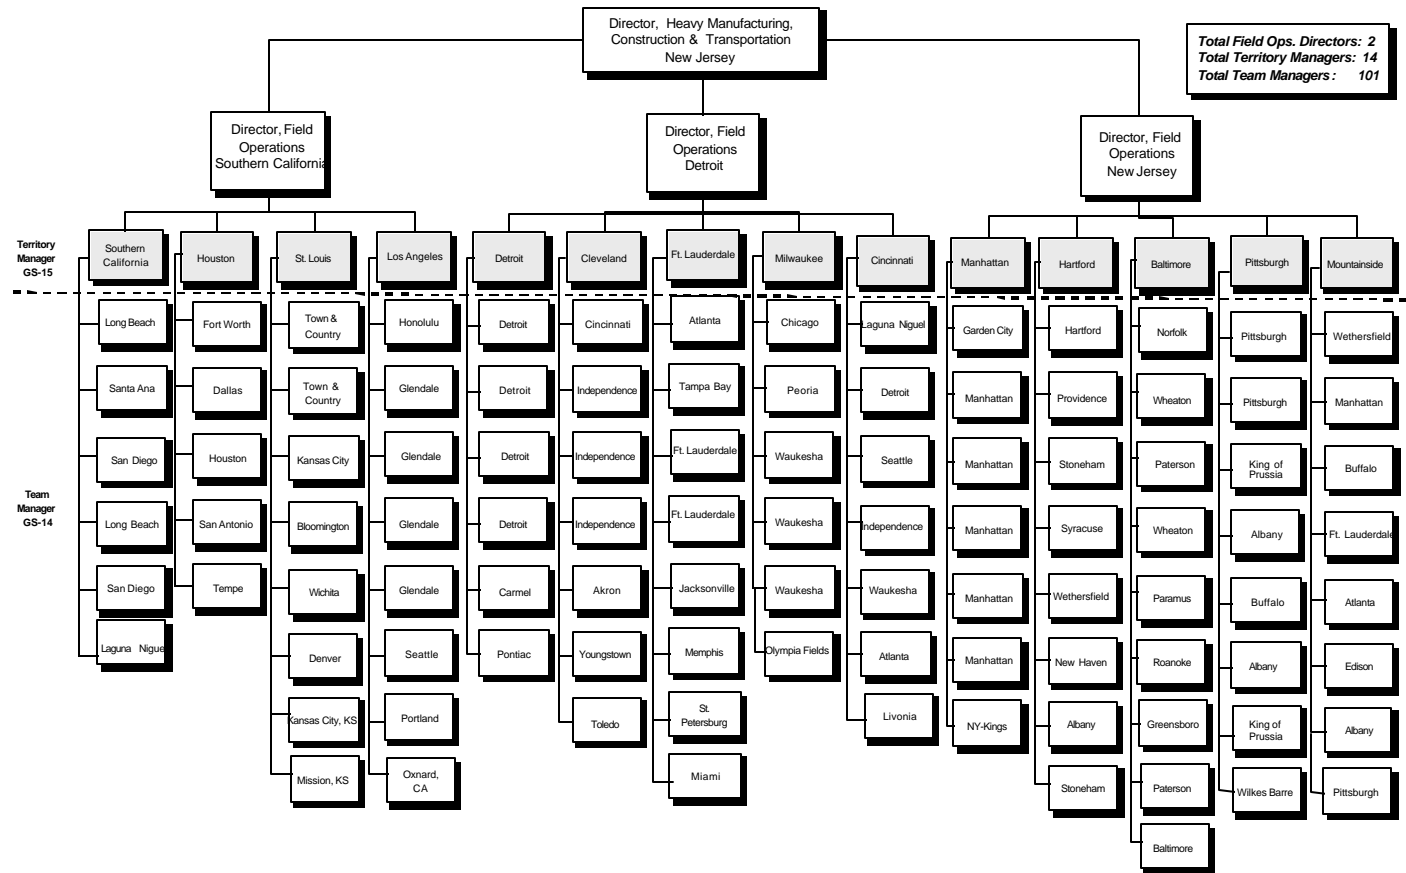 Director, Heavy Manufacturing,
Construction & Transportation
New Jersey
Total Field Ops. Directors: 2
Total Territory Managers: 14
Total Team Managers: 101
Director, Field
Operations
Southern California
Director, Field
Operations
Detroit
Director, Field
Operations
New Jersey
Territory
Manager
GS-15
Southern
California
Houston
St. Louis
Los Angeles
Detroit
Cleveland
Ft. Lauderdale
Milwaukee
Cincinnati
Manhattan
Hartford
Baltimore
Pittsburgh
Mountainside
Team
Manager
GS-14
Long Beach
Santa Ana
San Diego
Long Beach
San Diego
Laguna Nigue
Fort Worth
Dallas
Houston
San Antonio
Tempe
Town &
Country
Town &
Country
Kansas City
Bloomington
Wichita
Denver
Kansas City, KS
Mission, KS
Honolulu
Glendale
Glendale
Glendale
Glendale
Seattle
Portland
Oxnard,
CA
Detroit
Detroit
Detroit
Detroit
Carmel
Pontiac
Cincinnati
Independence
Independence
Independence
Akron
Youngstown
Toledo
Atlanta
Tampa Bay
Ft. Lauderdale
Ft. Lauderdale
Jacksonville
Memphis
St.
Petersburg
Miami
Chicago
Peoria
Waukesha
Waukesha
Waukesha
Olympia Fields
Laguna Niguel
Detroit
Seattle
Independence
Waukesha
Atlanta
Livonia
Garden City
Manhattan
Manhattan
Manhattan
Manhattan
Manhattan
NY-Kings
Hartford
Providence
Stoneham
Syracuse
Wethersfield
New Haven
Albany
Stoneham
Norfolk
Wheaton
Paterson
Wheaton
Paramus
Roanoke
Greensboro
Paterson
Baltimore
Pittsburgh
Pittsburgh
King of
Prussia
Albany
Buffalo
Albany
King of
Prussia
Wilkes Barre
Wethersfield
Manhattan
Buffalo
Ft. Lauderdale
Atlanta
Edison
Albany
Pittsburgh